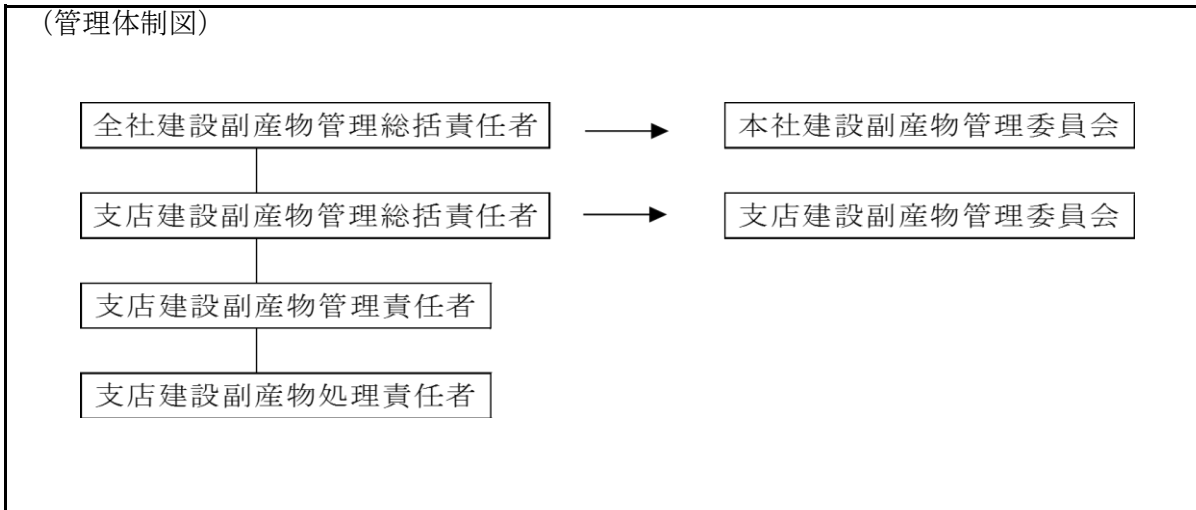 （管理体制図）
全社建設副産物管理総括責任者
本社建設副産物管理委員会
支店建設副産物管理総括責任者
支店建設副産物管理委員会
支店建設副産物管理責任者
支店建設副産物処理責任者